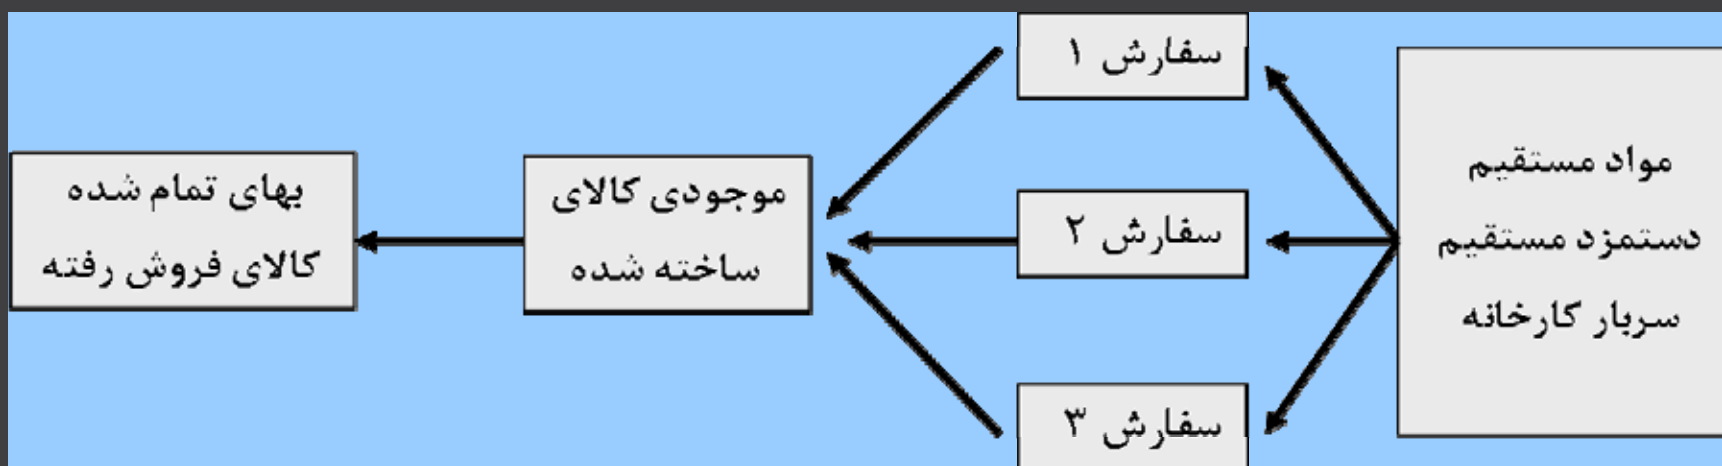 مواد مستقیم
دستمزد مستقیم
سربار کارخانه
سفارش ۱
سفارش ۲
سفارش ۳
موجودی کالای
ساخته شده
بهای تمام شده
کالای فروش رفته